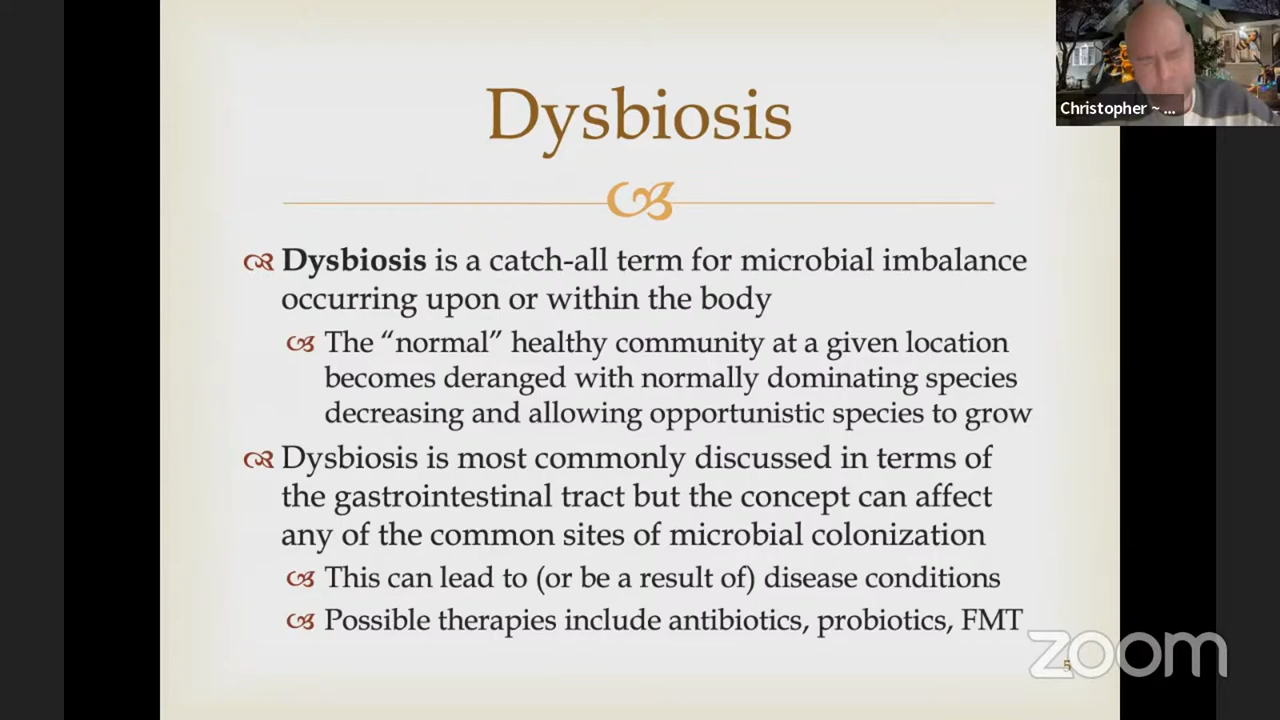 Dysbiosis
Dysbiosis is a catch-all term for microbial imbalance
occurring upon or within the body
The “normal” healthy community at a given location
becomes deranged with normally dominating species
decreasing and allowing opportunistic species to grow
Dysbiosis is most commonly discussed in terms of
the gastrointestinal tract but the concept can affect
any of the common sites of microbial colonization
This can lead to (or be a result of) disease conditions
Possible therapies include antibiotics, probiotics, FMT
5
Christopher ~ ...
zoom